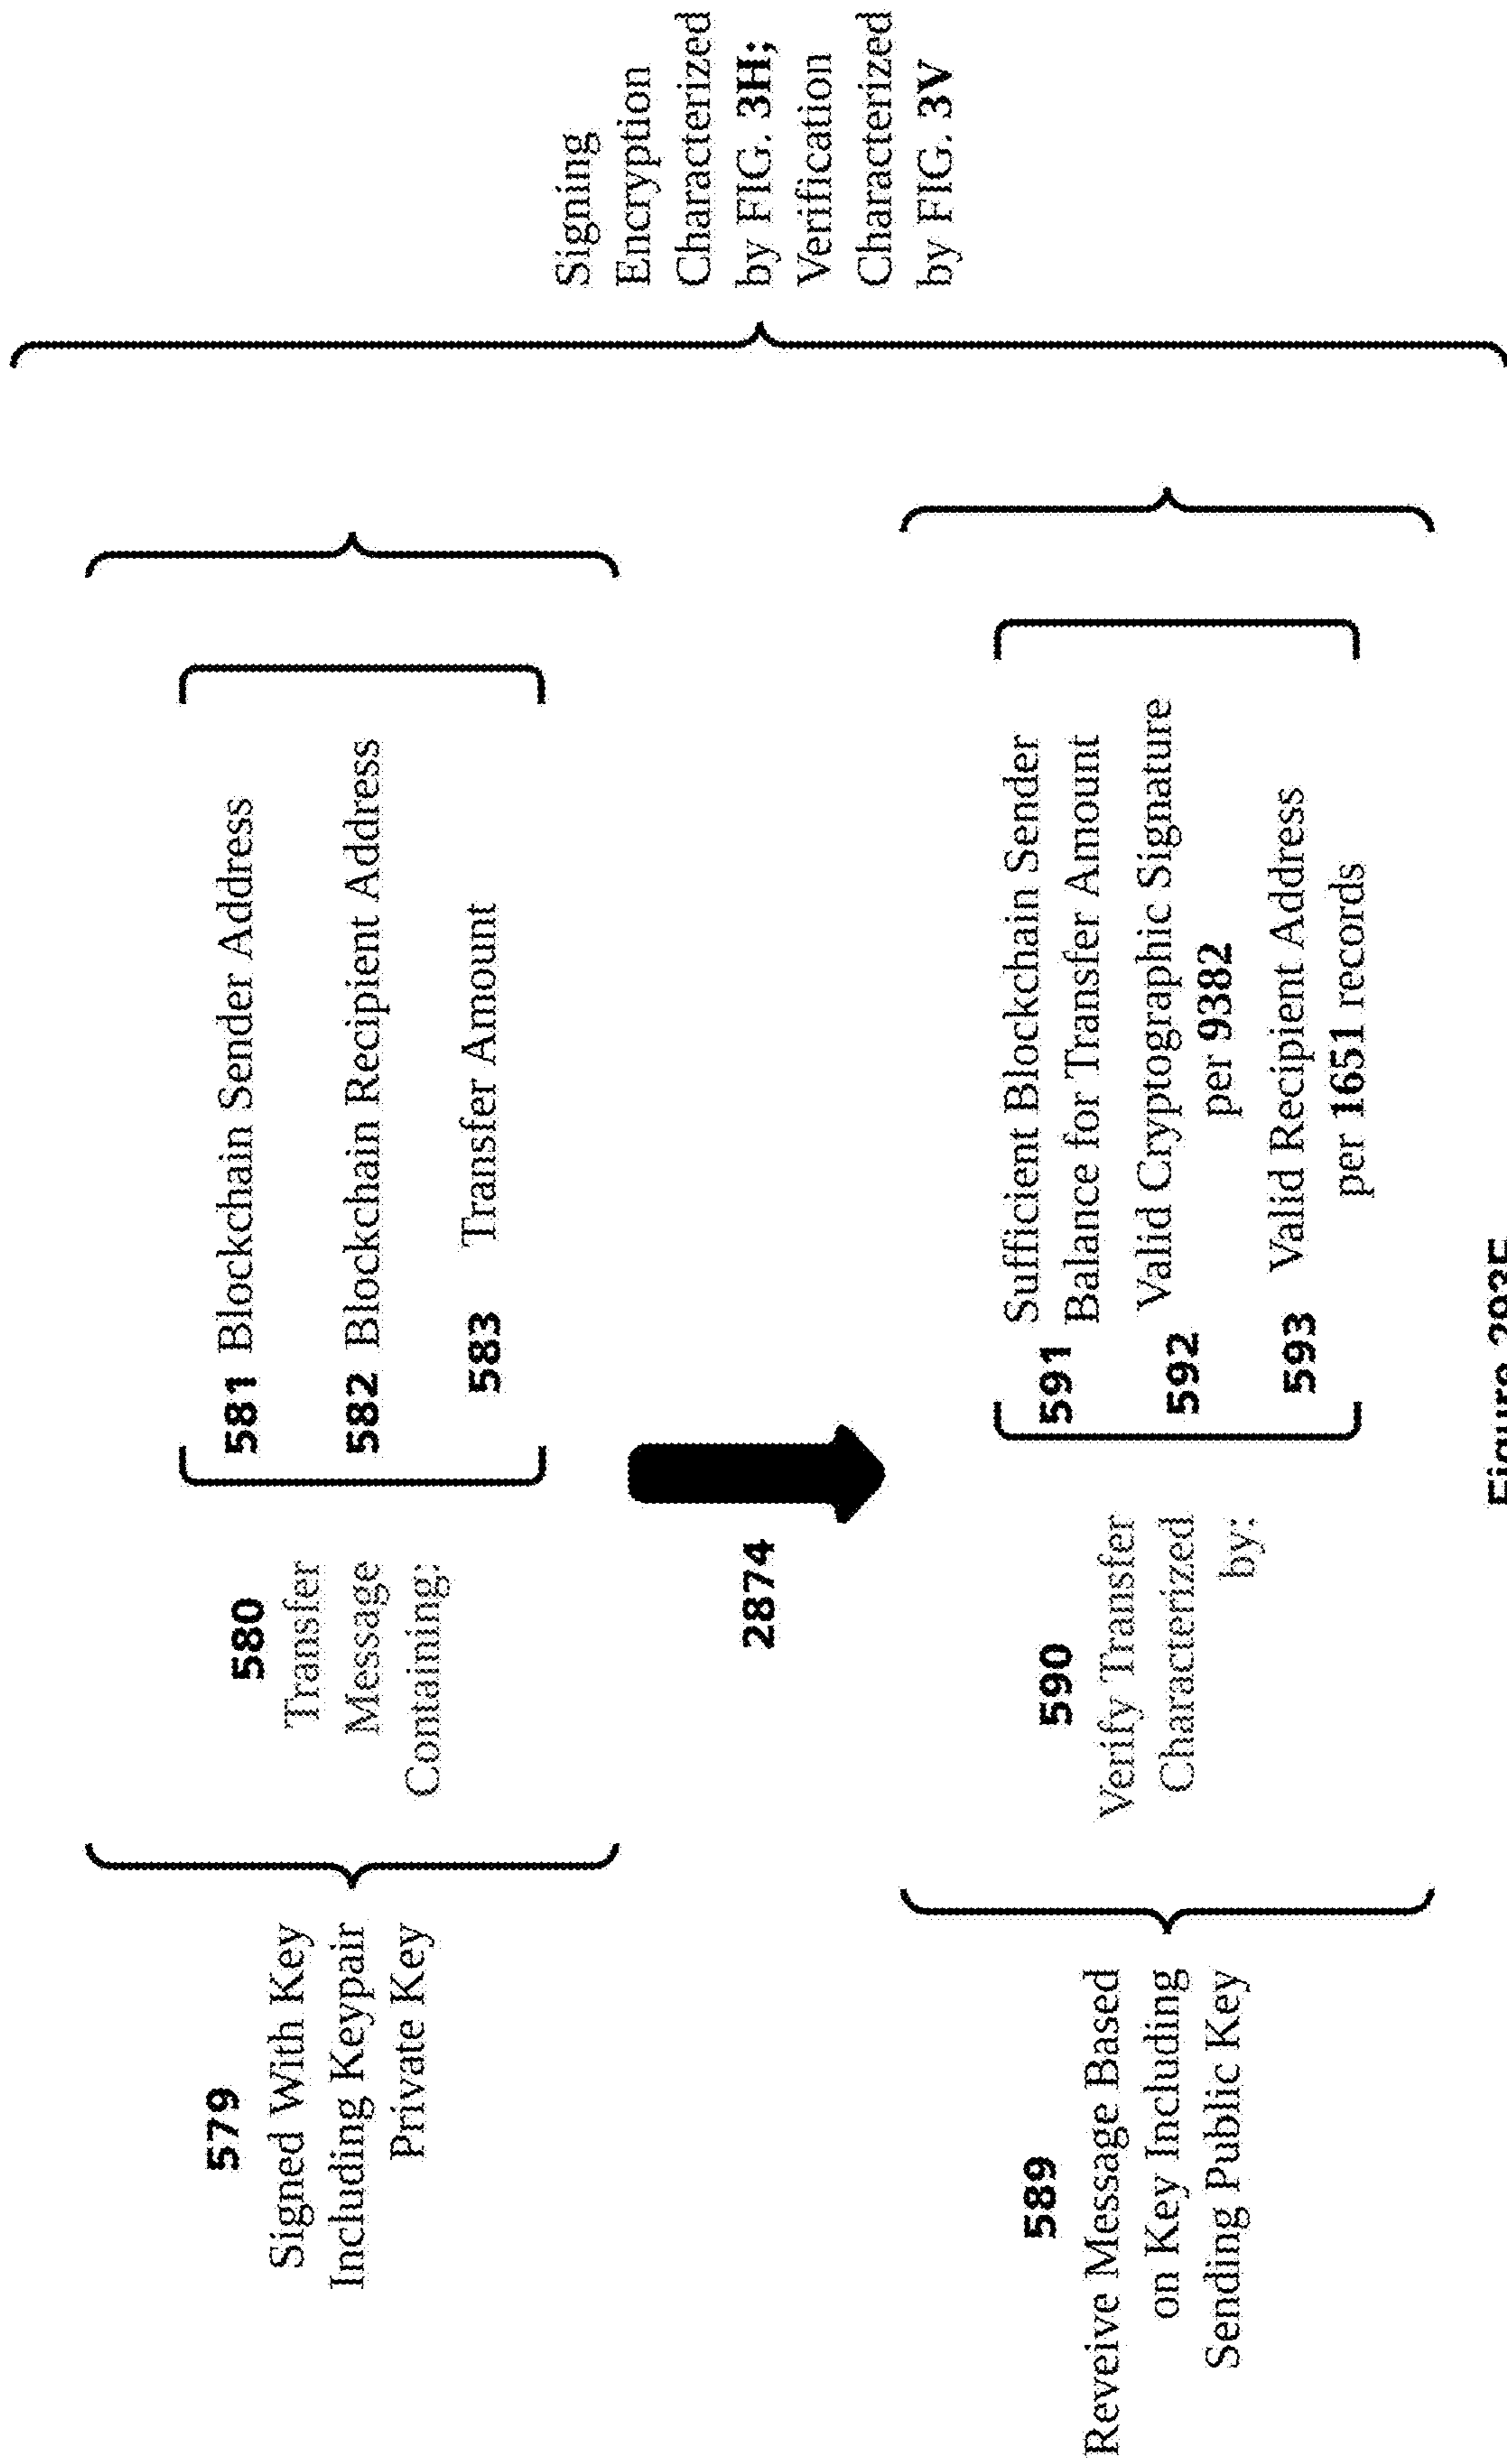 579
Signed With Key
Including Keypair
Private Key
580
Transfer
Message
Containing:
581 Blockchain Sender Address
582 Blockchain Recipient Address
583 Transfer Amount
2874
589
Reveive Message Based
on Key Including
Sending Public Key
590
Verify Transfer
Characterized
by:
591 Sufficient Blockchain Sender
Balance for Transfer Amount
592 Valid Cryptographic Signature
per 9382
593 Valid Recipient Address
per 1651 records
Signing
Encryption
Characterized
by FIG. 3H;
Verification
Characterized
by FIG. 3V
Figure